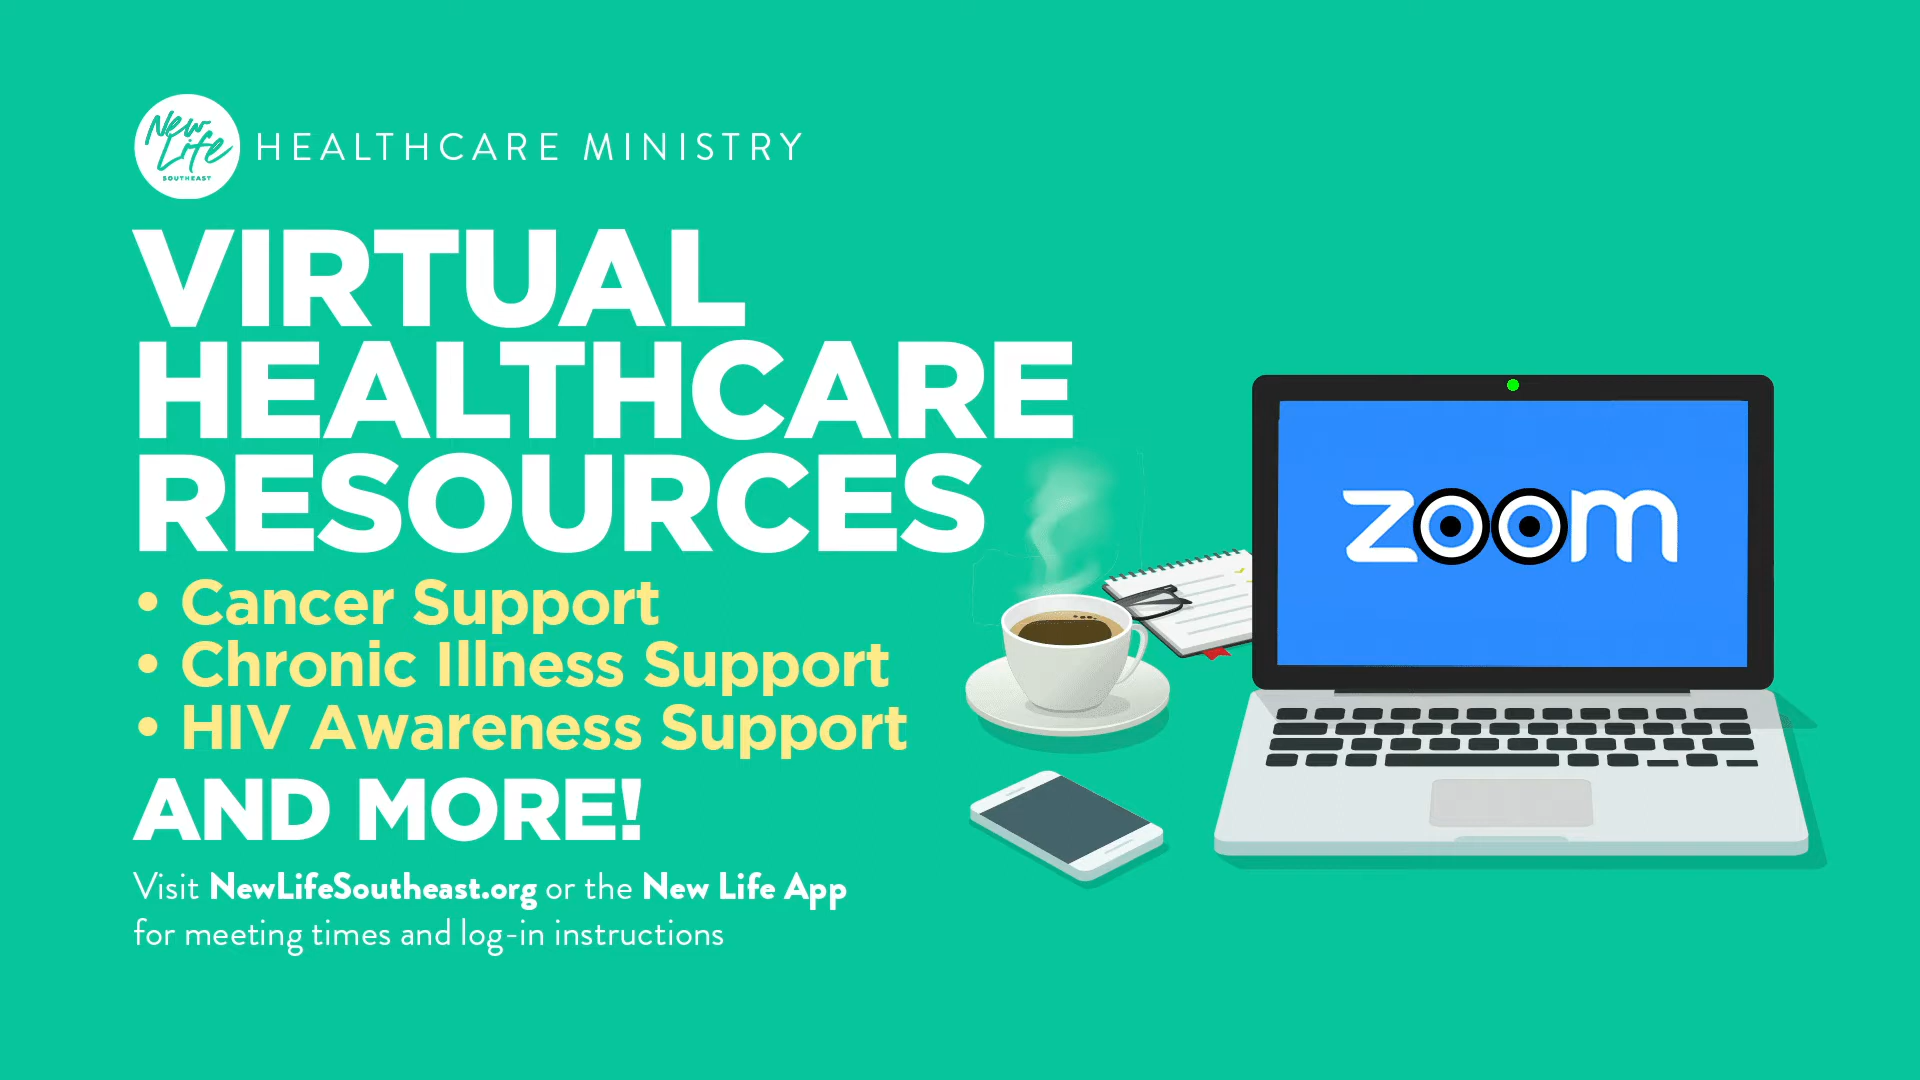 New
Life
SOUTHEAST
HEALTHCARE MINISTRY
VIRTUAL
HEALTHCARE
RESOURCES
• Cancer Support
• Chronic Illness Support
• HIV Awareness Support
AND MORE!
Visit NewLifeSoutheast.org or the New Life App
for meeting times and log-in instructions
zoom